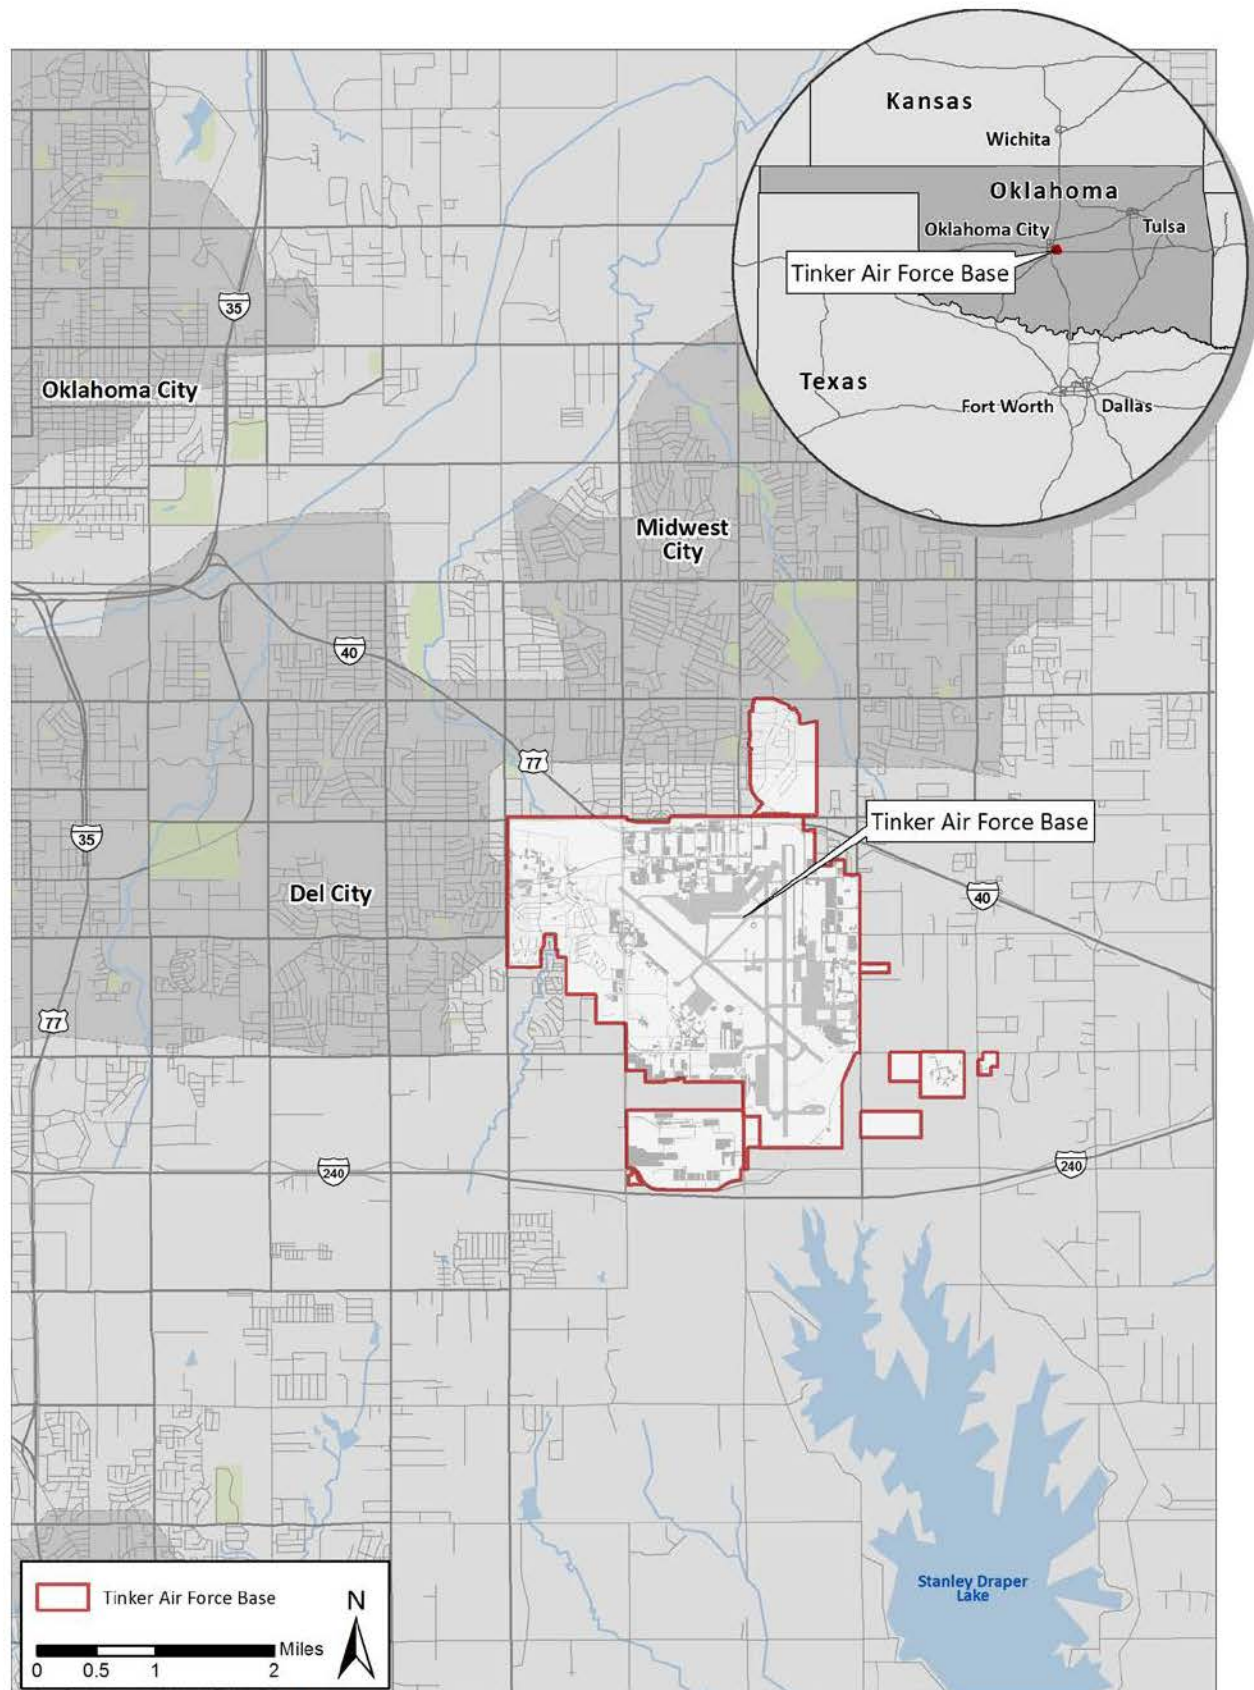 Kansas
Wichita
Oklahoma
Oklahoma City
Tulsa
Tinker Air Force Base
Texas
Fort Worth
Dallas
35
Oklahoma City
Midwest
City
40
77
Tinker Air Force Base
35
Del City
40
77
240
240
Stanley Draper
Lake
Tinker Air Force Base
N
Miles
0 0.5 1 2